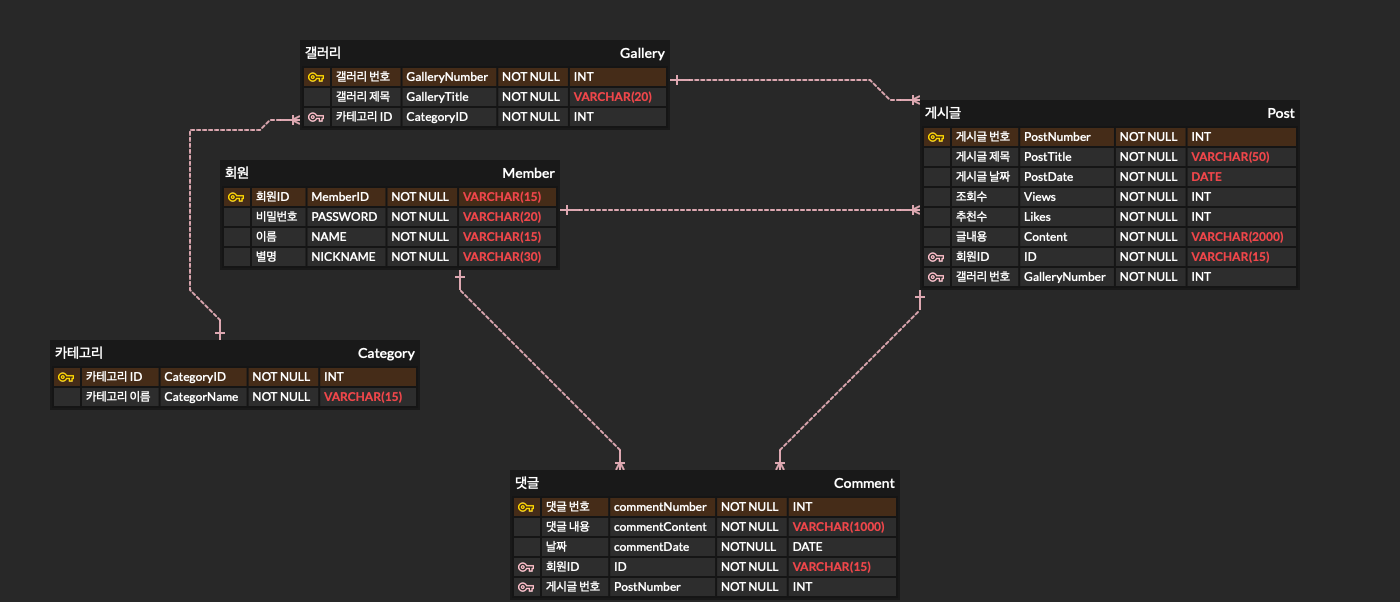 갤러리 Gallery
갤러리 번호 GalleryNumber NOT NULL INT
갤러리 제목 GalleryTitle NOT NULL VARCHAR(20)
카테고리 ID CategoryID NOT NULL INT
게시글 Post
게시글 번호 PostNumber NOT NULL INT
게시글 제목 PostTitle NOT NULL VARCHAR(50)
게시글 날짜 PostDate NOT NULL DATE
조회수 Views NOT NULL INT
추천수 Likes NOT NULL INT
글내용 Content NOT NULL VARCHAR(2000)
회원ID ID NOT NULL VARCHAR(15)
갤러리 번호 GalleryNumber NOT NULL INT
회원 Member
회원ID MemberID NOT NULL VARCHAR(15)
비밀번호 PASSWORD NOT NULL VARCHAR(20)
이름 NAME NOT NULL VARCHAR(15)
별명 NICKNAME NOT NULL VARCHAR(30)
카테고리 Category
카테고리 ID CategoryID NOT NULL INT
카테고리 이름 CategorName NOT NULL VARCHAR(15)
댓글 Comment
댓글 번호 commentNumber NOT NULL INT
댓글 내용 commentContent NOT NULL VARCHAR(1000)
날짜 commentDate NOTNULL DATE
회원ID ID NOT NULL VARCHAR(15)
게시글 번호 PostNumber NOT NULL INT